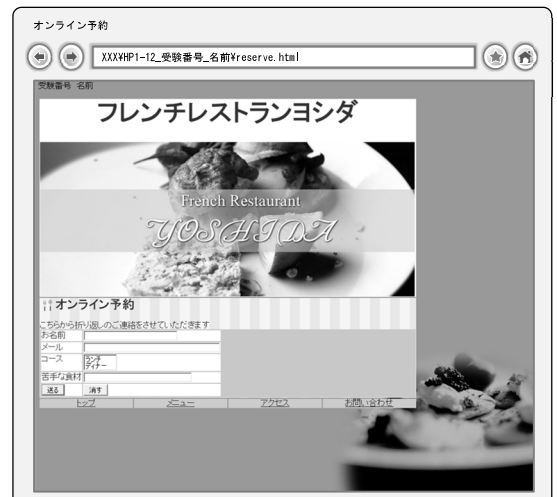 オンライン予約
XXX¥HP1-12_受験番号_名前¥reserve.html
受験番号 名前
フレンチレストランヨシダ
French Restaurant
YOSHIDA
オンライン予約
こちらから折り返しのご連絡をさせていただきます
お名前
メール
コース
ランチ
ディナー
苦手な食材
送る 消す
トップ メニュー アクセス お問い合わせ